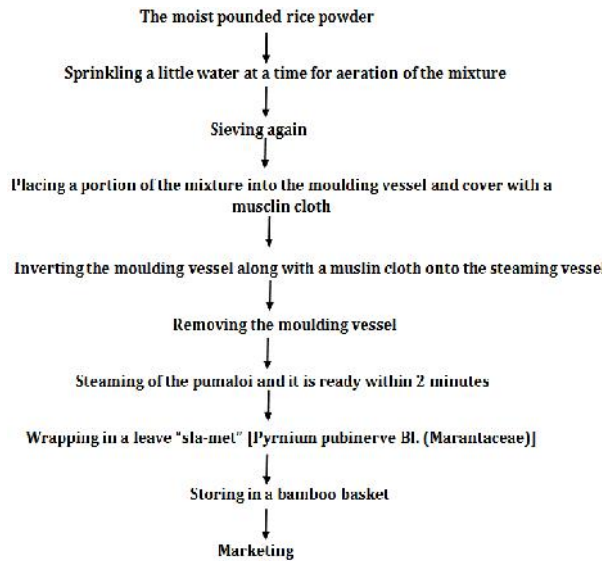 The moist pounded rice powder
Sprinkling a little water at a time for aeration of the mixture
Sieving again
Placing a portion of the mixture into the moulding vessel and cover with a
musclin cloth
Inverting the moulding vessel along with a muslin cloth onto the steaming vessel
Removing the moulding vessel
Steaming of the pumaloi and it is ready within 2 minutes
Wrapping in a leave "sla-met" [Pyrnium pubinerve Bl. (Marantaceae)]
Storing in a bamboo basket
Marketing